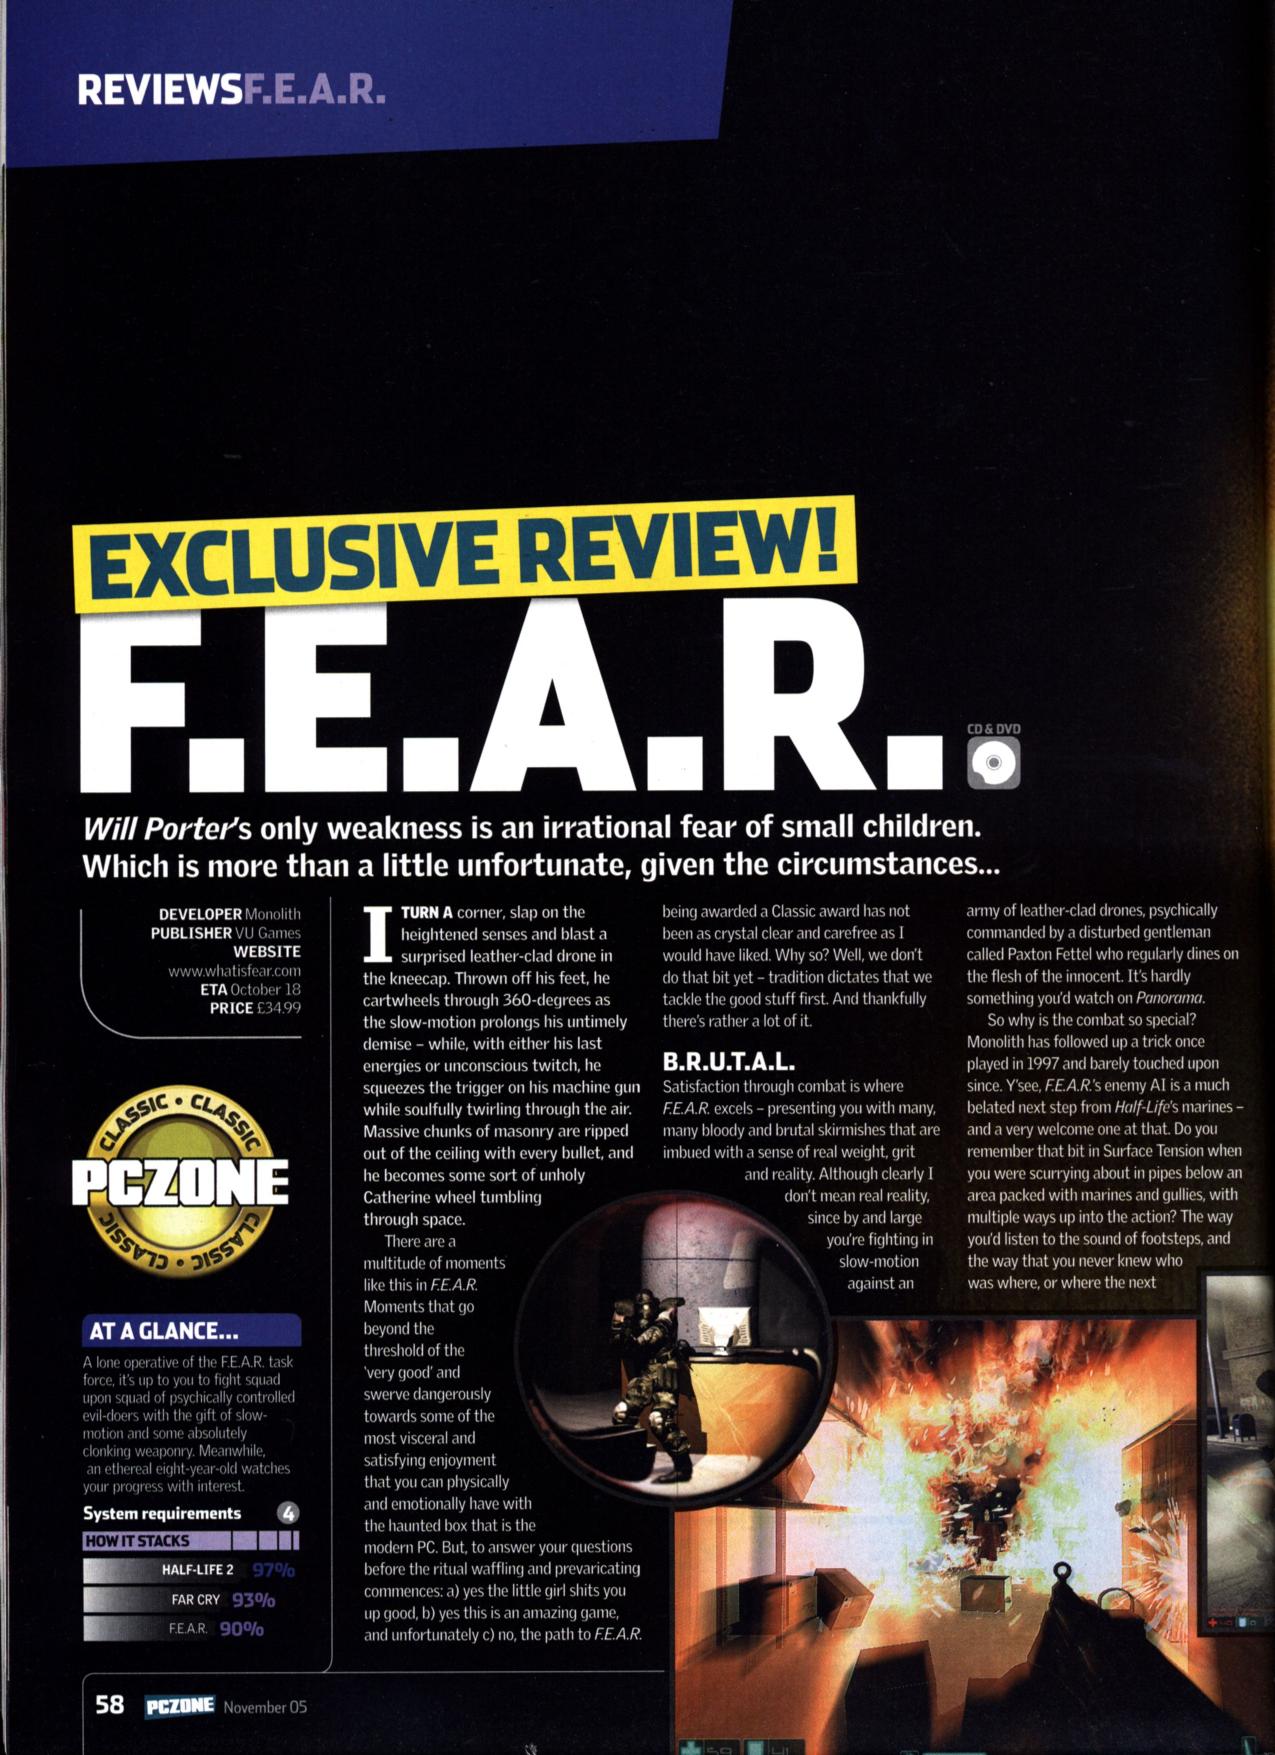 REVIEWSF.E.A.R.
EXCLUSIVE REVIEW!
F.E.A.R.
CD & DVD
Will Porter's only weakness is an irrational fear of small children.
Which is more than a little unfortunate, given the circumstances...
DEVELOPER Monolith
PUBLISHER VU Games
WEBSITE
www.whatisfear.com
ETA October 18
PRICE £34.99
CLASSIC • CLASSIC
PCZONE
CLASSIC • CLASSIC
AT A GLANCE...
A lone operative of the F.E.A.R. task
force, it's up to you to fight squad
upon squad of psychically controlled
evil-doers with the gift of slow-
motion and some absolutely
clonking weaponry. Meanwhile,
an ethereal eight-year-old watches
your progress with interest.
System requirements 4
HOW IT STACKS
HALF-LIFE 2 97%
FAR CRY 93%
F.E.A.R. 90%
I TURN A corner, slap on the
heightened senses and blast a
surprised leather-clad drone in
the kneecap. Thrown off his feet, he
cartwheels through 360-degrees as
the slow-motion prolongs his untimely
demise – while, with either his last
energies or unconscious twitch, he
squeezes the trigger on his machine gun
while soulfully twirling through the air.
Massive chunks of masonry are ripped
out of the ceiling with every bullet, and
he becomes some sort of unholy
Catherine wheel tumbling
through space.
There are a
multitude of moments
like this in F.E.A.R.
Moments that go
beyond the
threshold of the
'very good' and
swerve dangerously
towards some of the
most visceral and
satisfying enjoyment
that you can physically
and emotionally have with
the haunted box that is the
modern PC. But, to answer your questions
before the ritual waffling and prevaricating
commences: a) yes the little girl shits you
up good, b) yes this is an amazing game,
and unfortunately c) no, the path to F.E.A.R.
being awarded a Classic award has not
been as crystal clear and carefree as I
would have liked. Why so? Well, we don't
do that bit yet – tradition dictates that we
tackle the good stuff first. And thankfully
there's rather a lot of it.
B.R.U.T.A.L.
Satisfaction through combat is where
F.E.A.R. excels – presenting you with many,
many bloody and brutal skirmishes that are
imbued with a sense of real weight, grit
and reality. Although clearly I
don't mean real reality,
since by and large
you're fighting in
slow-motion
against an
army of leather-clad drones, psychically
commanded by a disturbed gentleman
called Paxton Fettel who regularly dines on
the flesh of the innocent. It's hardly
something you'd watch on Panorama.
So why is the combat so special?
Monolith has followed up a trick once
played in 1997 and barely touched upon
since. Y'see, F.E.A.R.'s enemy AI is a much
belated next step from Half-Life's marines –
and a very welcome one at that. Do you
remember that bit in Surface Tension when
you were scurrying about in pipes below an
area packed with marines and gullies, with
multiple ways up into the action? The way
you'd listen to the sound of footsteps, and
the way that you never knew who
was where, or where the next
58 PCZONE November 05